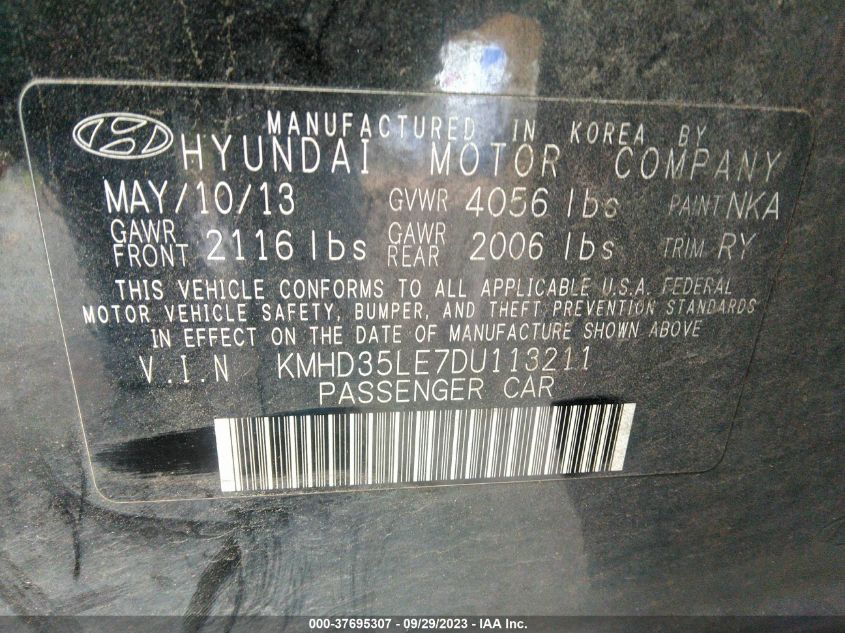 MANUFACTURED IN KOREA BY
HYUNDAI MOTOR COMPANY
MAY/10/13 GVWR 4056 lbs PAINT NKA
GAWR FRONT 2116 lbs GAWR REAR 2006 lbs TRIM RY
THIS VEHICLE CONFORMS TO ALL APPLICABLE U.S.A. FEDERAL
MOTOR VEHICLE SAFETY, BUMPER, AND THEFT PREVENTION STANDARDS
IN EFFECT ON THE DATE OF MANUFACTURE SHOWN ABOVE
V.I.N KMHD35LE7DU113211
PASSENGER CAR
000-37695307 - 09/29/2023 - IAA Inc.